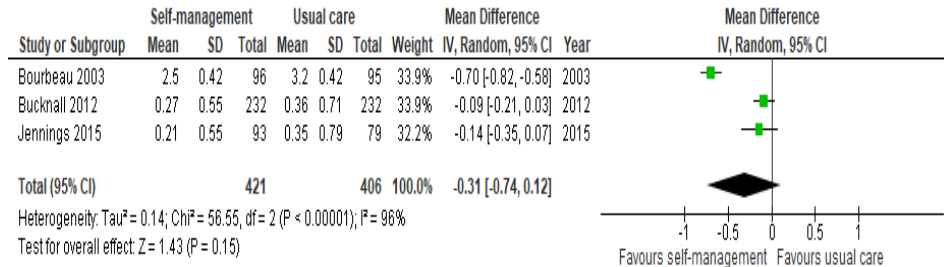 Self-management Usual care Mean Difference Mean Difference
Study or Subgroup Mean SD Total Mean SD Total Weight IV, Random, 95% CI Year IV, Random, 95% CI
Bourbeau 2003 2.5 0.42 96 3.2 0.42 95 33.9% -0.70 [-0.82, -0.58] 2003
Bucknall 2012 0.27 0.55 232 0.36 0.71 232 33.9% -0.09 [-0.21, 0.03] 2012
Jennings 2015 0.21 0.55 93 0.35 0.79 79 32.2% -0.14 [-0.35, 0.07] 2015
Total (95% CI) 421 406 100.0% -0.31 [-0.74, 0.12]
Heterogeneity: Tau² = 0.14; Chi² = 56.55, df = 2 (P < 0.00001); I² = 96%
Test for overall effect: Z = 1.43 (P = 0.15)
-1 -0.5 0 0.5 1
Favours self-management Favours usual care